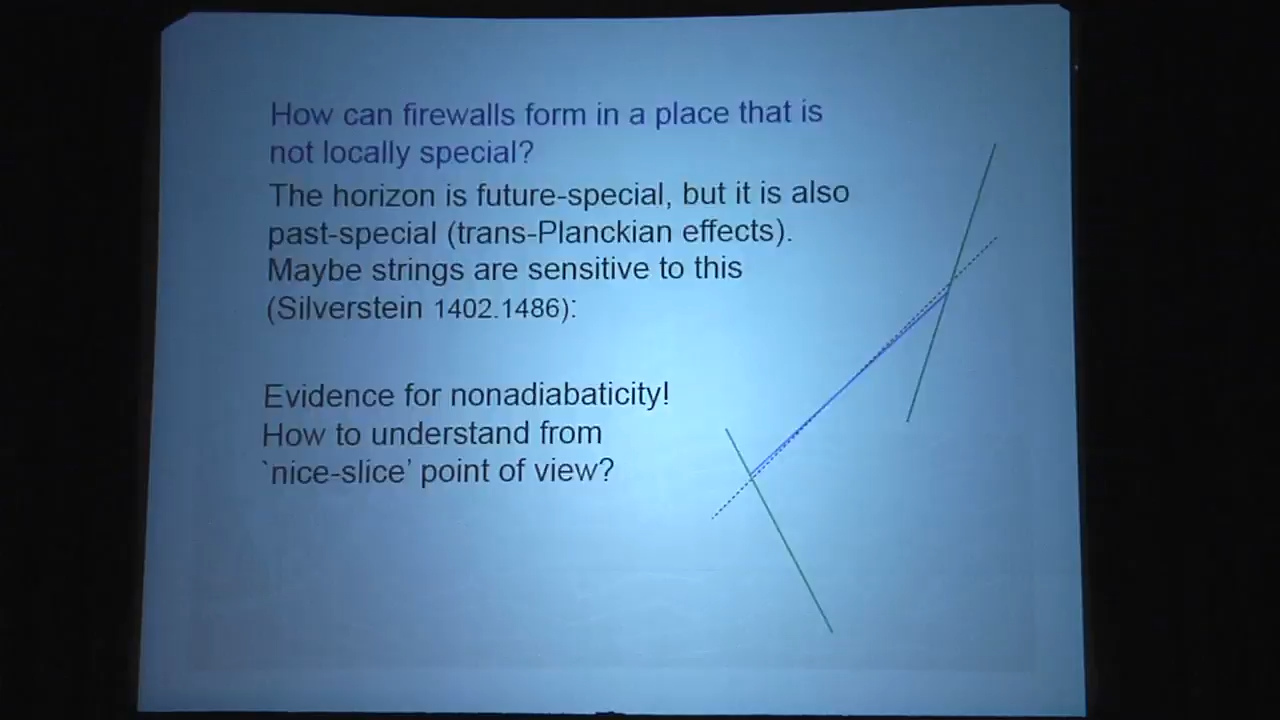 How can firewalls form in a place that is
not locally special?
The horizon is future-special, but it is also
past-special (trans-Planckian effects).
Maybe strings are sensitive to this
(Silverstein 1402.1486):
Evidence for nonadiabaticity!
How to understand from
`nice-slice' point of view?